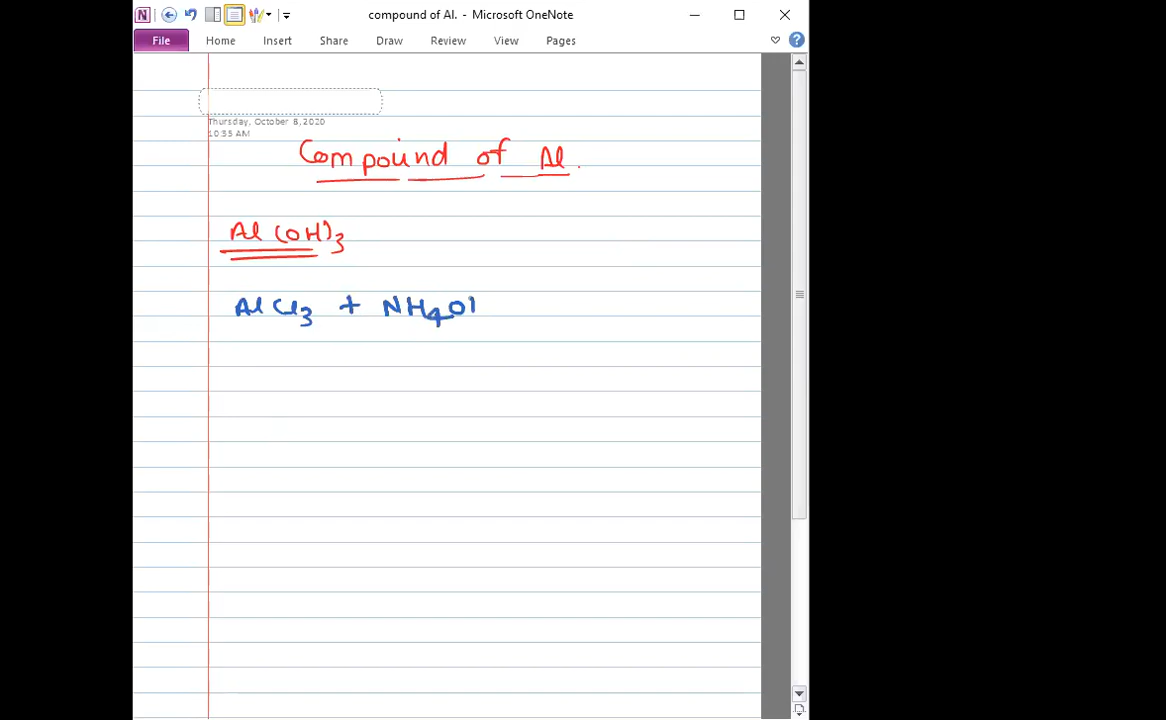 compound of Al. - Microsoft OneNote
File Home Insert Share Draw Review View Pages
Thursday, October 8, 2020
10:35 AM
Compound of Al.
Al(OH)3
AlCl3 + NH4Ol